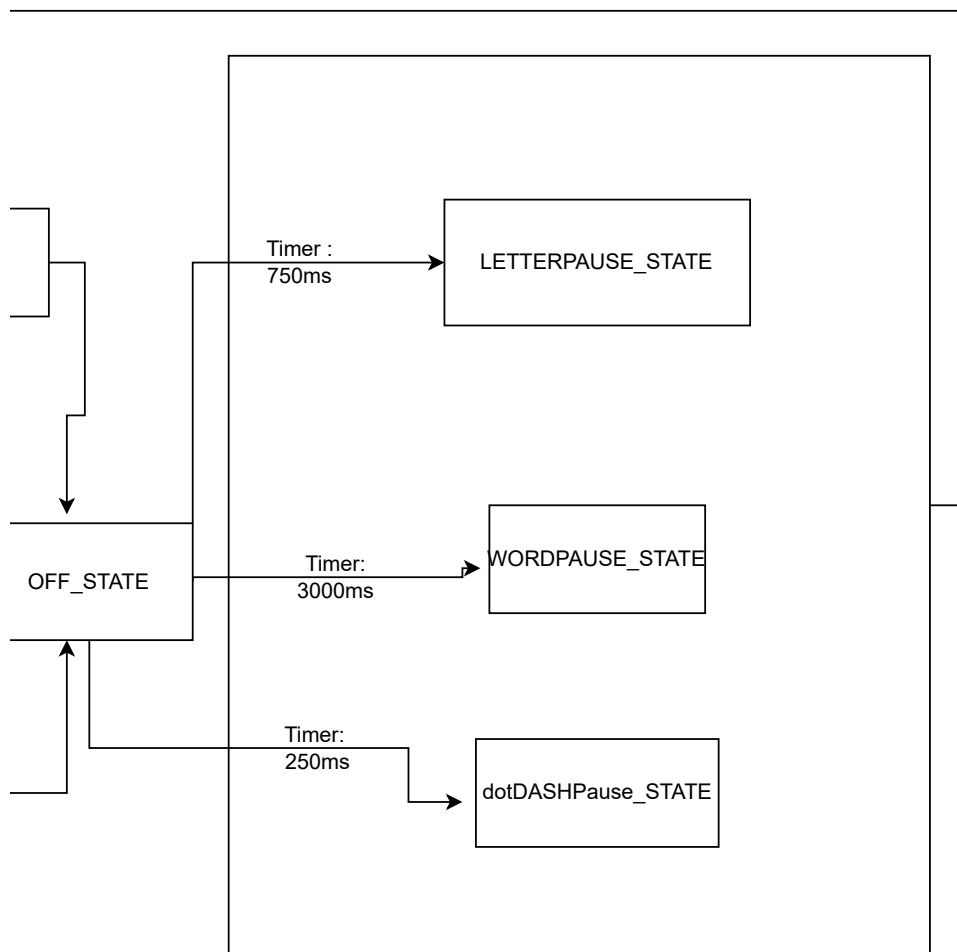 Timer :
750ms
LETTERPAUSE_STATE
OFF_STATE
Timer:
3000ms
WORDPAUSE_STATE
Timer:
250ms
dotDASHPause_STATE